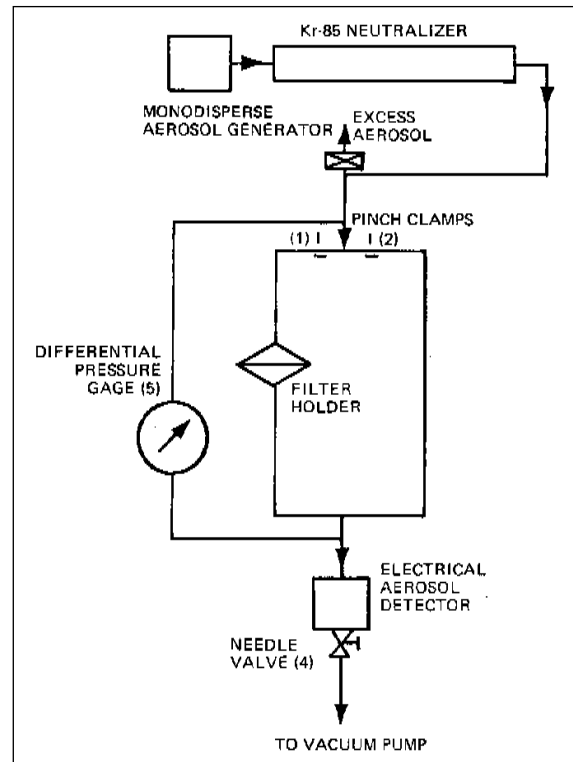 Kr-85 NEUTRALIZER
MONODISPERSE
AEROSOL GENERATOR
EXCESS
AEROSOL
PINCH CLAMPS
(1) (2)
DIFFERENTIAL
PRESSURE
GAGE (5)
FILTER
HOLDER
ELECTRICAL
AEROSOL
DETECTOR
NEEDLE
VALVE (4)
TO VACUUM PUMP